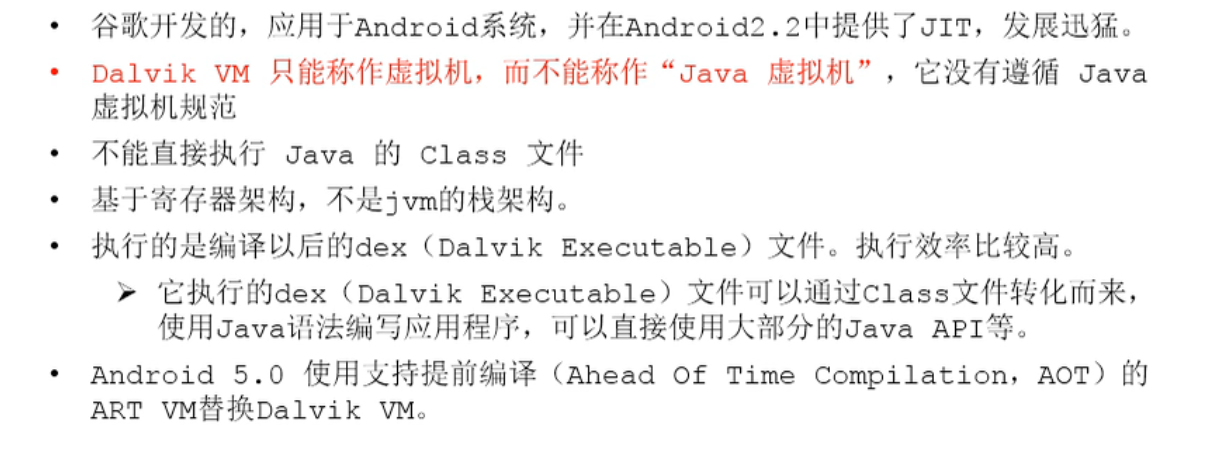 • 谷歌开发的，应用于Android系统，并在Android2.2中提供了JIT，发展迅猛。
• Dalvik VM 只能称作虚拟机，而不能称作“Java 虚拟机”，它没有遵循 Java
虚拟机规范
• 不能直接执行 Java 的 Class 文件
• 基于寄存器架构，不是jvm的栈架构。
• 执行的是编译以后的dex（Dalvik Executable）文件。执行效率比较高。
➢ 它执行的dex（Dalvik Executable）文件可以通过Class文件转化而来，
使用Java语法编写应用程序，可以直接使用大部分的Java API等。
• Android 5.0 使用支持提前编译（Ahead Of Time Compilation，AOT）的
ART VM替换Dalvik VM。